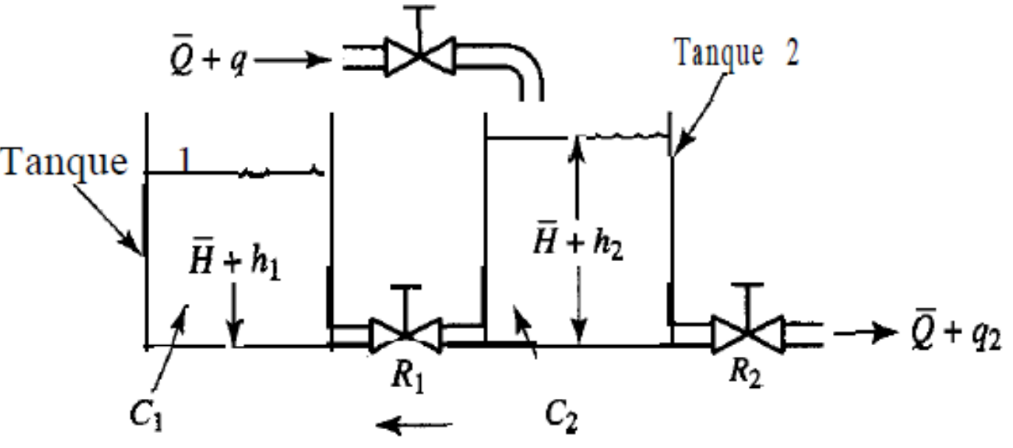 Q̄ + q
Tanque 2
Tanque 1
H̄ + h₁
H̄ + h₂
R₁
R₂
Q̄ + q₂
C₁
C₂